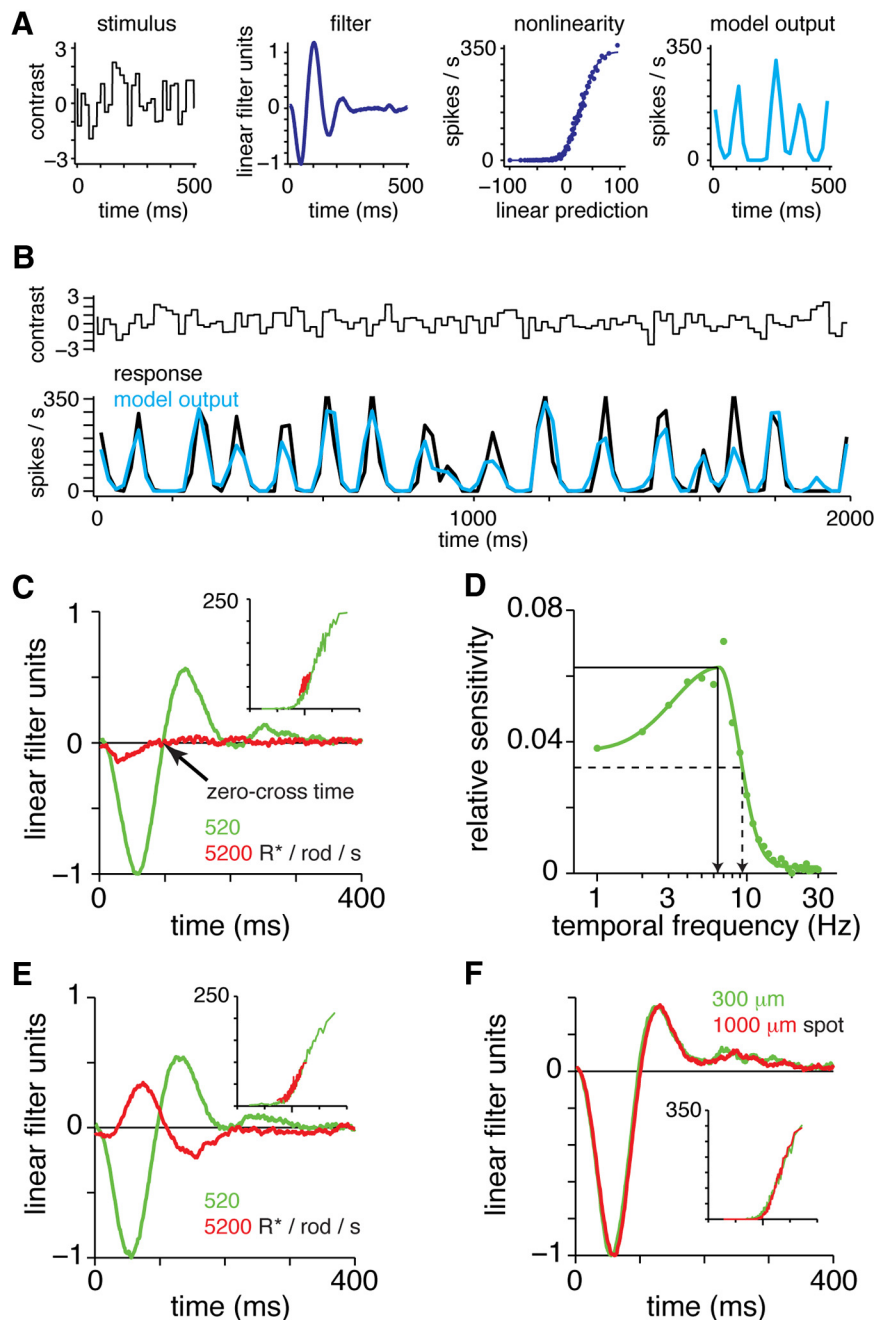 A
stimulus
filter
nonlinearity
model output
contrast
3
0
−3
0
500
time (ms)
linear filter units
1
0
−1
0
500
time (ms)
spikes / s
350
0
−100
0
100
linear prediction
spikes / s
350
0
0
500
time (ms)
B
contrast
3
0
−3
response
model output
spikes / s
350
0
0
1000
2000
time (ms)
C
linear filter units
1
0
−1
250
zero-cross time
520
5200 R* / rod / s
0
400
time (ms)
D
relative sensitivity
0.08
0.04
0
1
3
10
30
temporal frequency (Hz)
E
linear filter units
1
0
−1
250
520
5200 R* / rod / s
0
400
time (ms)
F
linear filter units
300 μm
1000 μm spot
0
−1
350
0
400
time (ms)